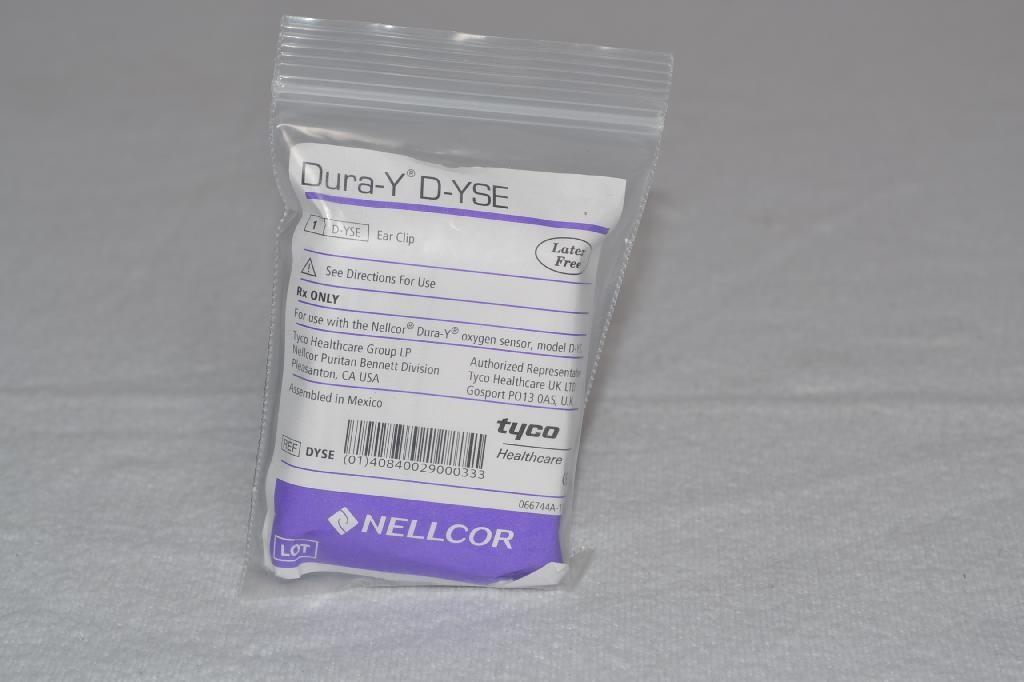 Dura-Y® D-YSE
1 D-YSE Ear Clip
Latex Free
See Directions For Use
Rx ONLY
For use with the Nellcor® Dura-Y® oxygen sensor, model
Tyco Healthcare Group LP
Nellcor Puritan Bennett Division
Pleasanton, CA USA
Authorized Representative
Tyco Healthcare UK LTD
Gosport PO13 0AS, U.K.
Assembled in Mexico
tyco
Healthcare
REF DYSE
(01)40840029000333
066744A-1
NELLCOR
LOT